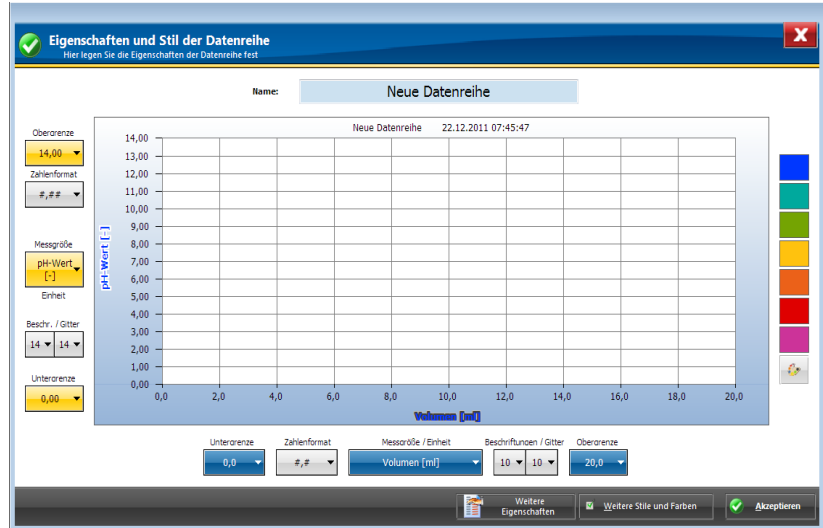 Eigenschaften und Stil der Datenreihe
Hier legen Sie die Eigenschaften der Datenreihe fest
X
Name:
Neue Datenreihe
Obergrenze
14,00
Zahlenformat
#,##
Messgröße
pH-Wert
[-]
Einheit
Beschr. / Gitter
14 14
Untergrenze
0,00
Neue Datenreihe 22.12.2011 07:45:47
pH-Wert [-]
14,00
13,00
12,00
11,00
10,00
9,00
8,00
7,00
6,00
5,00
4,00
3,00
2,00
1,00
0,00
0,0 2,0 4,0 6,0 8,0 10,0 12,0 14,0 16,0 18,0 20,0
Volumen [ml]
Untergrenze Zahlenformat Messgröße / Einheit Beschriftungen / Gitter Obergrenze
0,0 #,# Volumen [ml] 10 10 20,0
Weitere
Eigenschaften
Weitere Stile und Farben
Akzeptieren